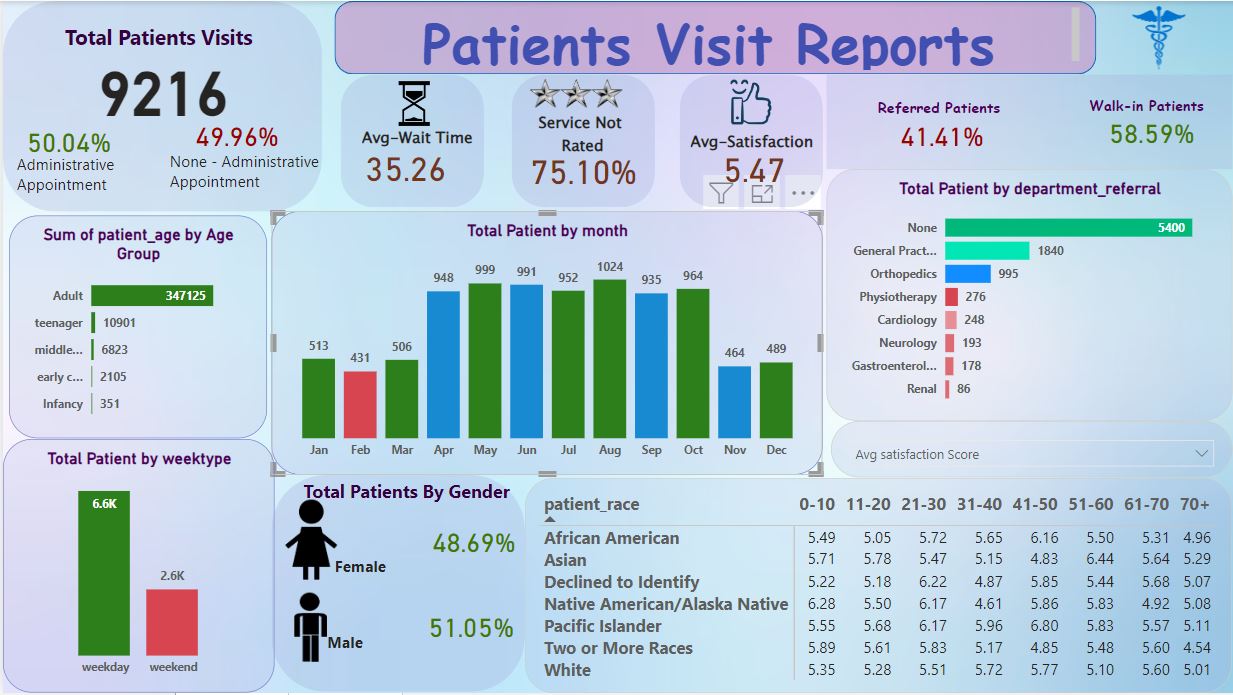 Patients Visit Reports
Total Patients Visits
9216
50.04%
Administrative
Appointment
49.96%
None - Administrative
Appointment
Avg-Wait Time
35.26
Service Not
Rated
75.10%
Avg-Satisfaction
5.47
Referred Patients
41.41%
Walk-in Patients
58.59%
Sum of patient_age by Age
Group
Adult 347125
teenager 10901
middle... 6823
early c... 2105
Infancy 351
Total Patient by month
513 431 506 948 999 991 952 1024 935 964 464 489
Jan Feb Mar Apr May Jun Jul Aug Sep Oct Nov Dec
Total Patient by department_referral
None 5400
General Pract... 1840
Orthopedics 995
Physiotherapy 276
Cardiology 248
Neurology 193
Gastroenterol... 178
Renal 86
Avg satisfaction Score
Total Patient by weektype
6.6K 2.6K
weekday weekend
Total Patients By Gender
48.69%
Female
51.05%
Male
patient_race 0-10 11-20 21-30 31-40 41-50 51-60 61-70 70+
African American 5.49 5.05 5.72 5.65 6.16 5.50 5.31 4.96
Asian 5.71 5.78 5.47 5.15 4.83 6.44 5.64 5.29
Declined to Identify 5.22 5.18 6.22 4.87 5.85 5.44 5.68 5.07
Native American/Alaska Native 6.28 5.50 6.17 4.61 5.86 5.83 4.92 5.08
Pacific Islander 5.55 5.68 6.17 5.96 6.80 5.83 5.57 5.11
Two or More Races 5.89 5.61 5.83 5.17 4.85 5.48 5.60 4.54
White 5.35 5.28 5.51 5.72 5.77 5.10 5.60 5.01